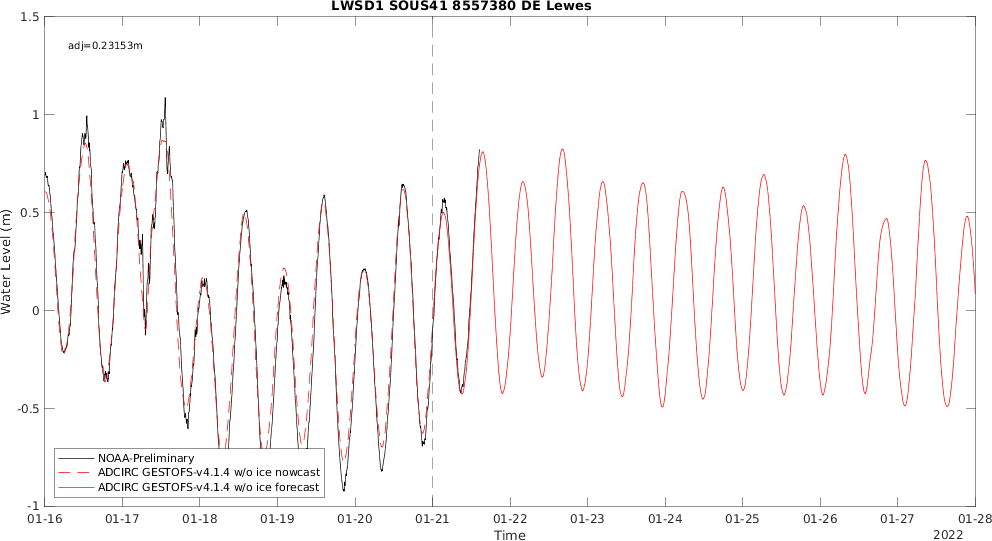 LWSD1 SOUS41 8557380 DE Lewes
adj=0.23153m
1.5
1
0.5
0
-0.5
-1
Water Level (m)
NOAA-Preliminary
ADCIRC GESTOFS-v4.1.4 w/o ice nowcast
ADCIRC GESTOFS-v4.1.4 w/o ice forecast
01-16 01-17 01-18 01-19 01-20 01-21 01-22 01-23 01-24 01-25 01-26 01-27 01-28
Time
2022